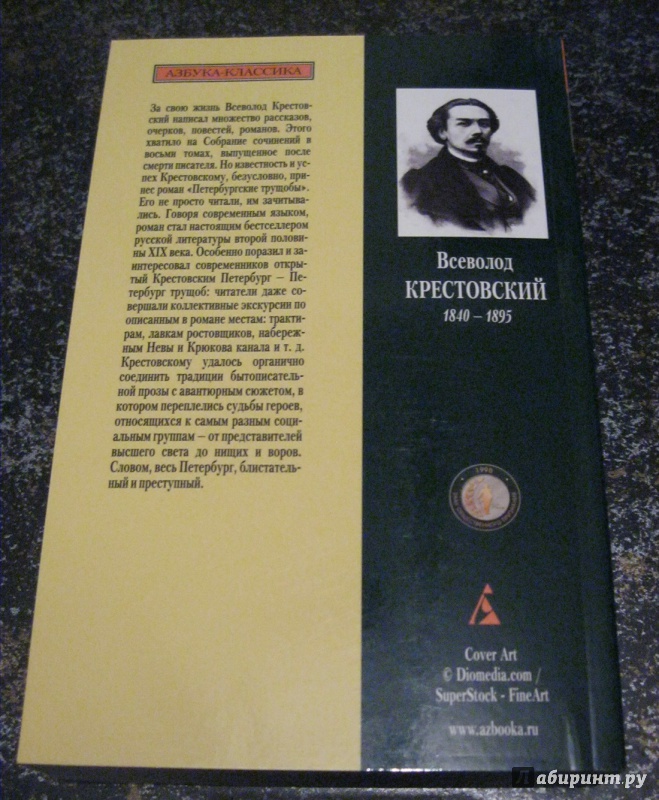 АЗБУКА-КЛАССИКА
За свою жизнь Всеволод Крестов-
ский написал множество рассказов,
очерков, повестей, романов. Этого
хватило на Собрание сочинений в
восьми томах, выпущенное после
смерти писателя. Но известность и ус-
пех Крестовскому, безусловно, при-
нес роман «Петербургские трущобы».
Его не просто читали, им зачитыва-
лись. Говоря современным языком,
роман стал настоящим бестселлером
русской литературы второй полови-
ны XIX века. Особенно поразил и за-
интересовал современников откры-
тый Крестовским Петербург — Пе-
тербург трущоб: читатели даже со-
вершали коллективные экскурсии по
описанным в романе местам: тракти-
рам, лавкам ростовщиков, набереж-
ным Невы и Крюкова канала и т. д.
Крестовскому удалось органично
соединить традиции бытописатель-
ной прозы с авантюрным сюжетом, в
котором переплелись судьбы героев,
относящихся к самым разным соци-
альным группам — от представителей
высшего света до нищих и воров.
Словом, весь Петербург, блистатель-
ный и преступный.
Всеволод
КРЕСТОВСКИЙ
1840 – 1895
1998
Cover Art
© Diomedia.com /
SuperStock - FineArt
www.azbooka.ru
Лабиринт.ру